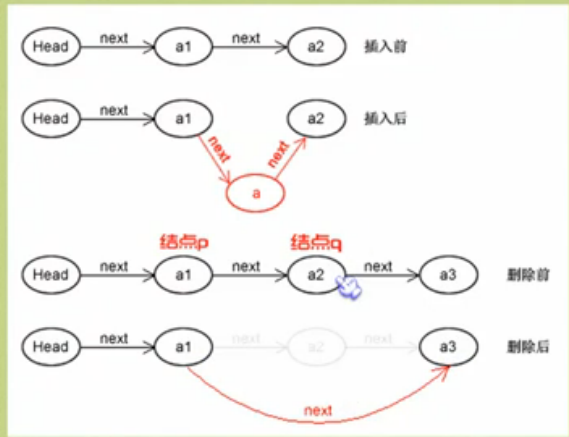 next next
Head a1 a2 插入前
next
Head a1 a2 插入后
next next
a
结点p 结点q
next next next
Head a1 a2 a3 删除前
next next next
Head a1 a2 a3 删除后
next